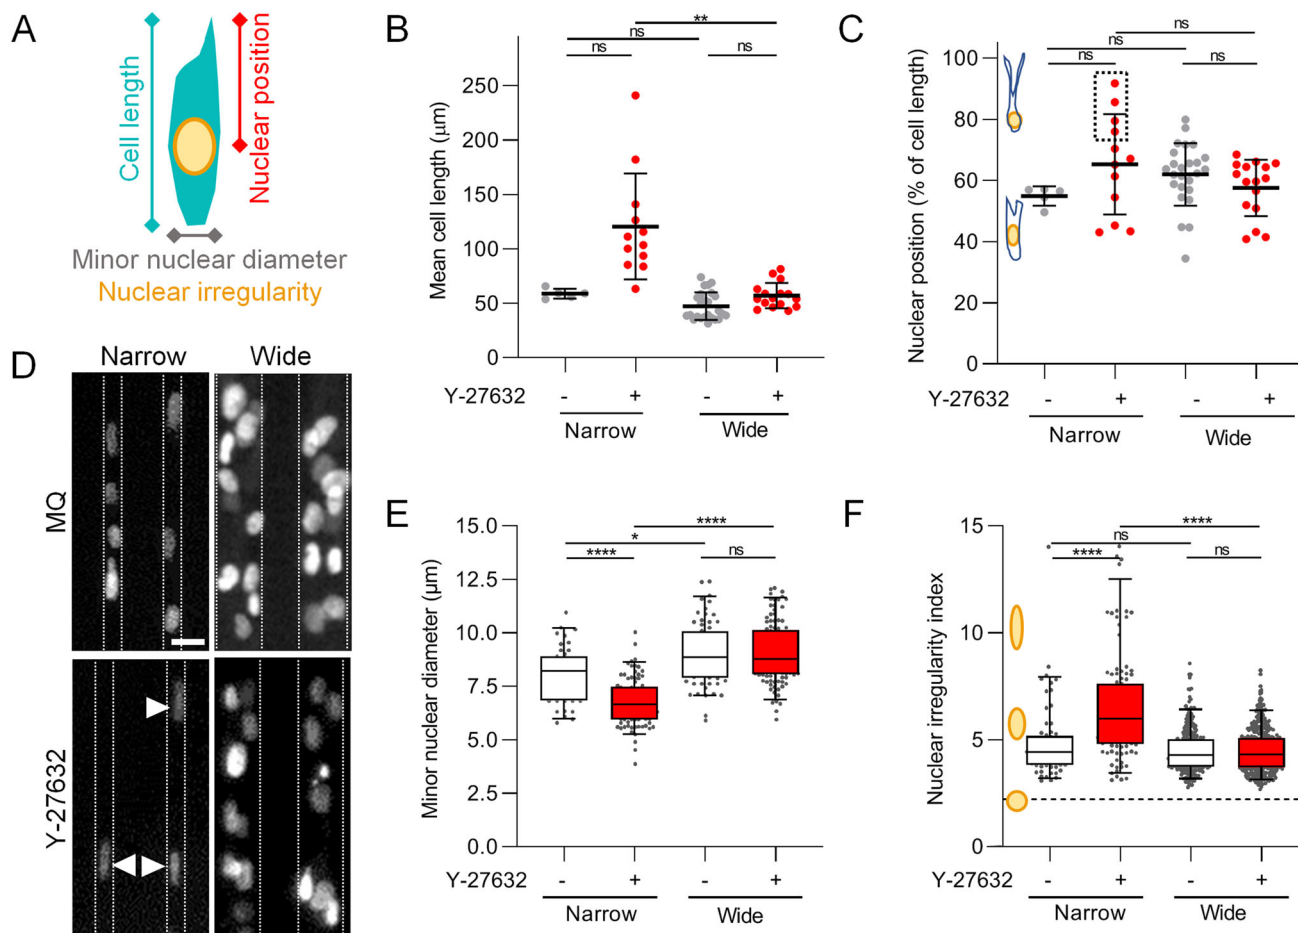 A
Cell length
Nuclear position
Minor nuclear diameter
Nuclear irregularity
B
**
ns
ns
ns
Mean cell length (μm)
250
200
150
100
50
0
Y-27632
-
+
-
+
Narrow
Wide
C
ns
ns
ns
ns
Nuclear position (% of cell length)
100
80
60
40
20
0
Y-27632
-
+
-
+
Narrow
Wide
D
Narrow
Wide
MQ
Y-27632
E
****
*
****
ns
Minor nuclear diameter (μm)
15.0
12.5
10.0
7.5
5.0
2.5
0.0
Y-27632
-
+
-
+
Narrow
Wide
F
****
ns
****
ns
Nuclear irregularity index
15
10
5
0
Y-27632
-
+
-
+
Narrow
Wide